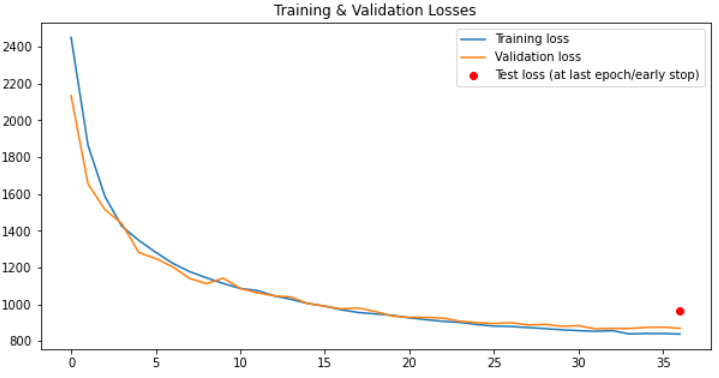 Training & Validation Losses
Training loss
Validation loss
Test loss (at last epoch/early stop)
2400
2200
2000
1800
1600
1400
1200
1000
800
0 5 10 15 20 25 30 35